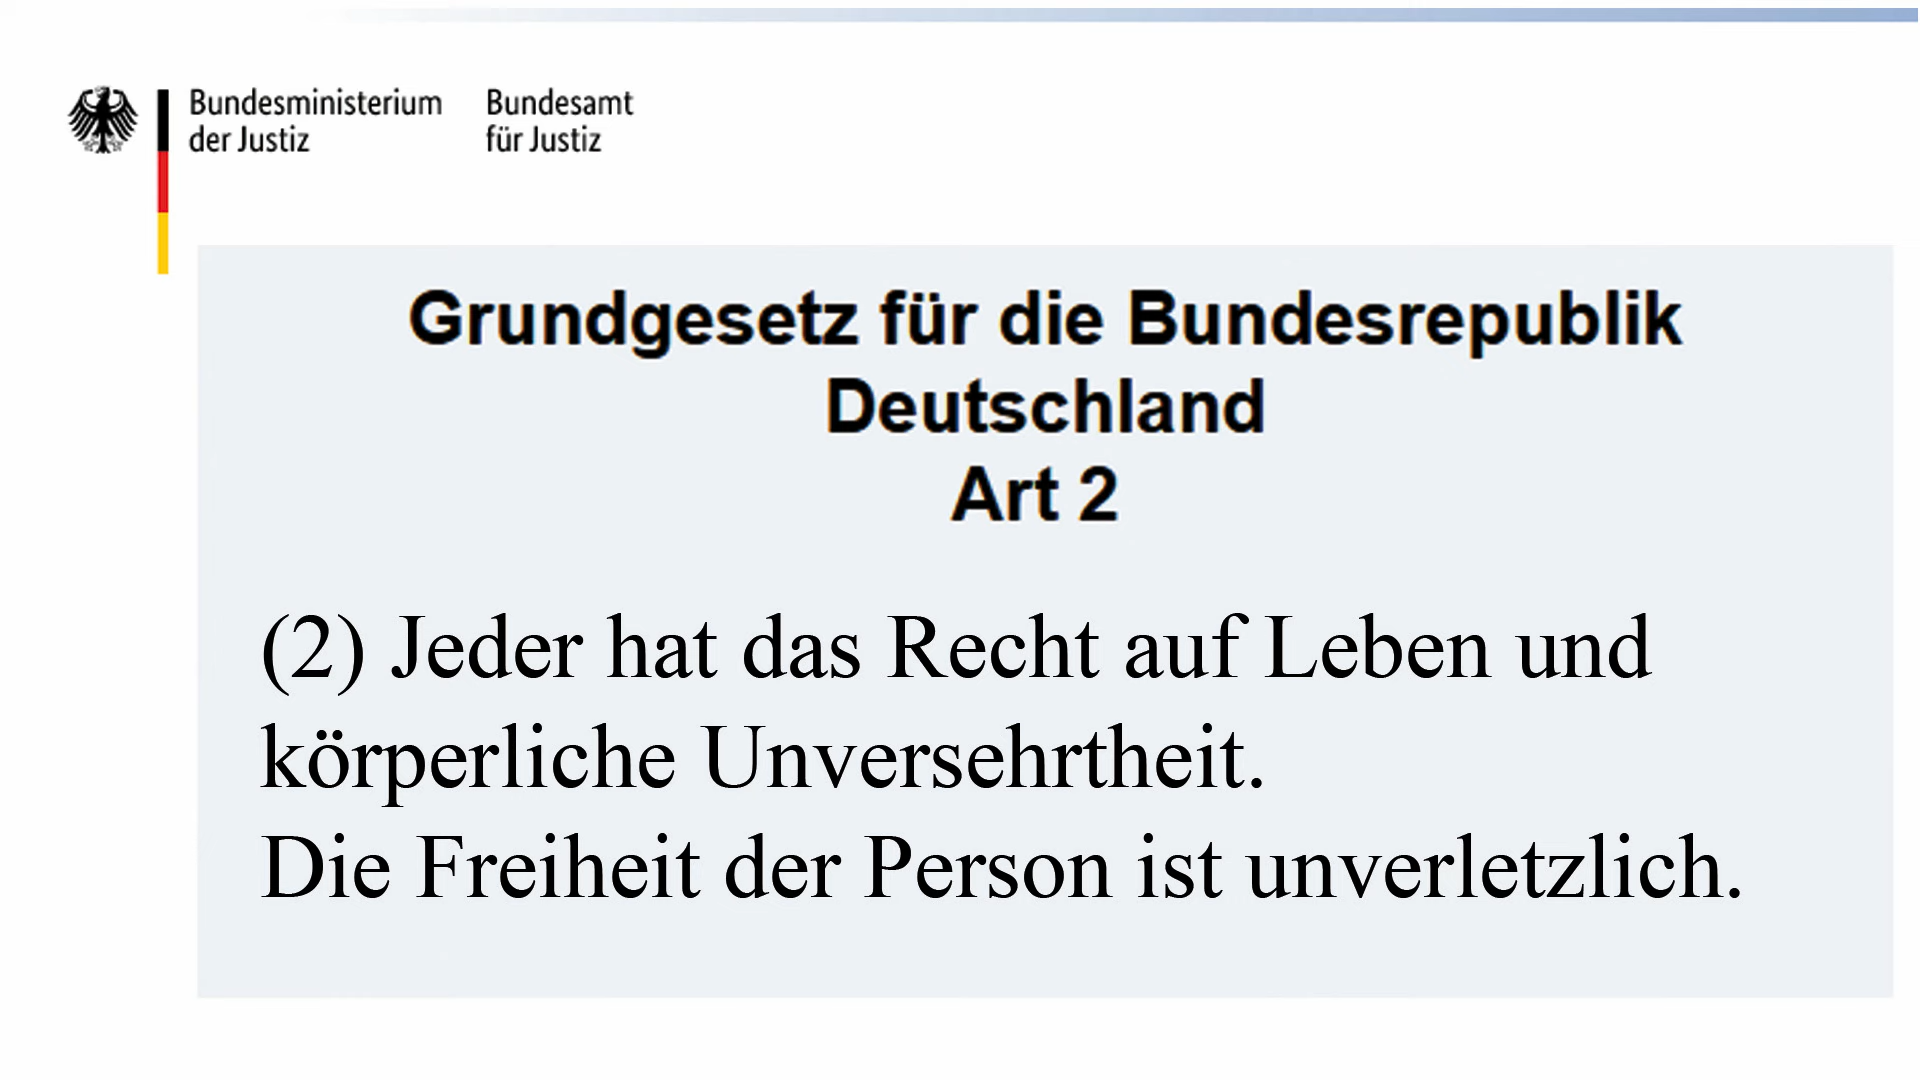 Bundesministerium der Justiz
Bundesamt für Justiz
Grundgesetz für die Bundesrepublik
Deutschland
Art 2
(2) Jeder hat das Recht auf Leben und
körperliche Unversehrtheit.
Die Freiheit der Person ist unverletzlich.